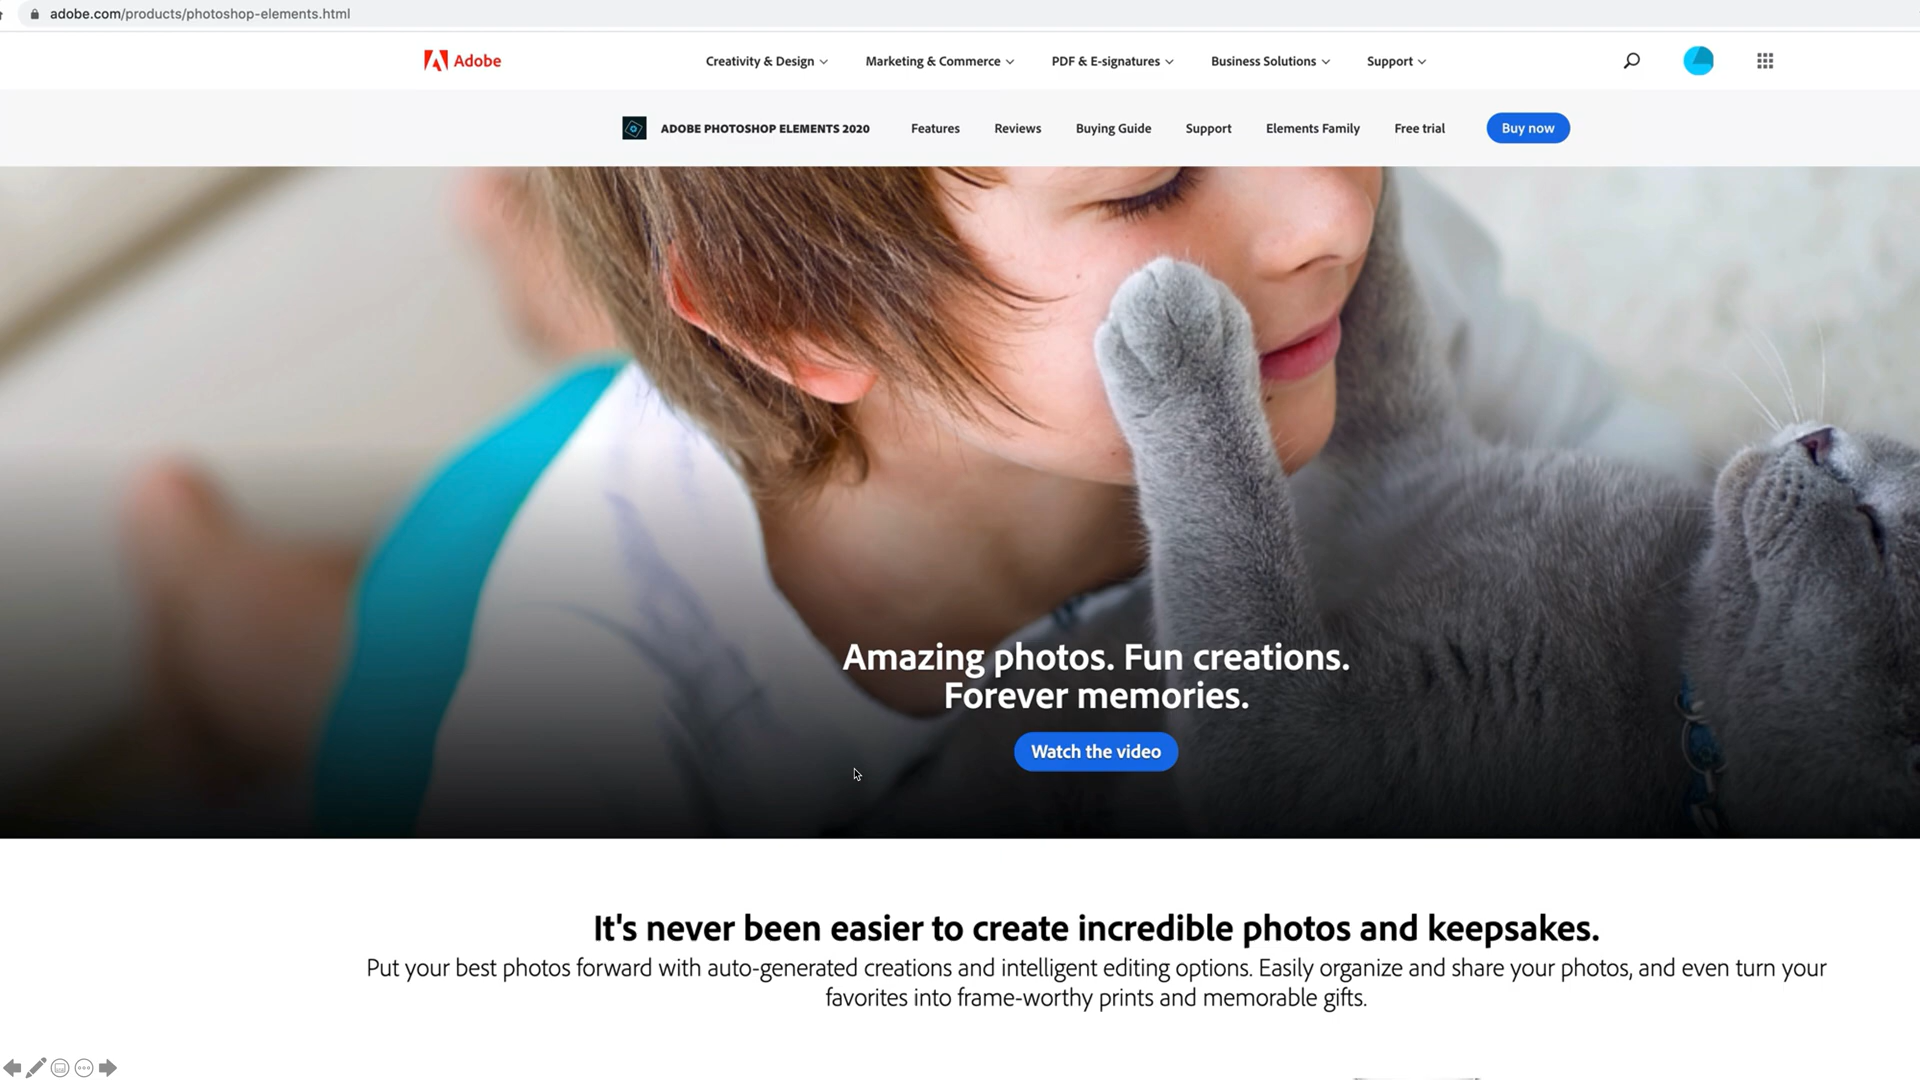 adobe.com/products/photoshop-elements.html
Adobe
Creativity & Design
Marketing & Commerce
PDF & E-signatures
Business Solutions
Support
ADOBE PHOTOSHOP ELEMENTS 2020
Features
Reviews
Buying Guide
Support
Elements Family
Free trial
Buy now
Amazing photos. Fun creations.
Forever memories.
Watch the video
It's never been easier to create incredible photos and keepsakes.
Put your best photos forward with auto-generated creations and intelligent editing options. Easily organize and share your photos, and even turn your
favorites into frame-worthy prints and memorable gifts.